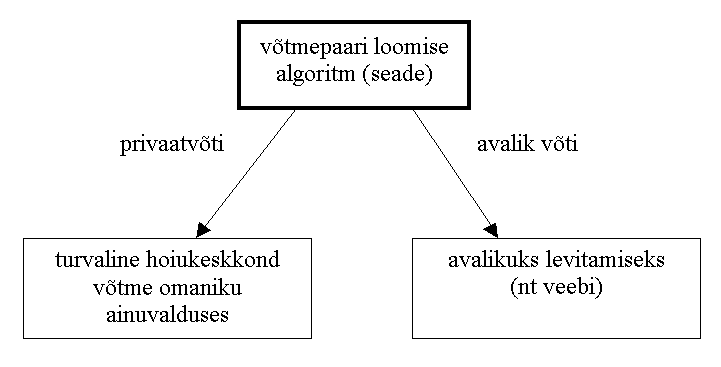 võtmepaari loomise
algoritm (seade)
privaatvõti
avalik võti
turvaline hoiukeskkond
võtme omaniku
ainuvalduses
avalikuks levitamiseks
(nt veebi)